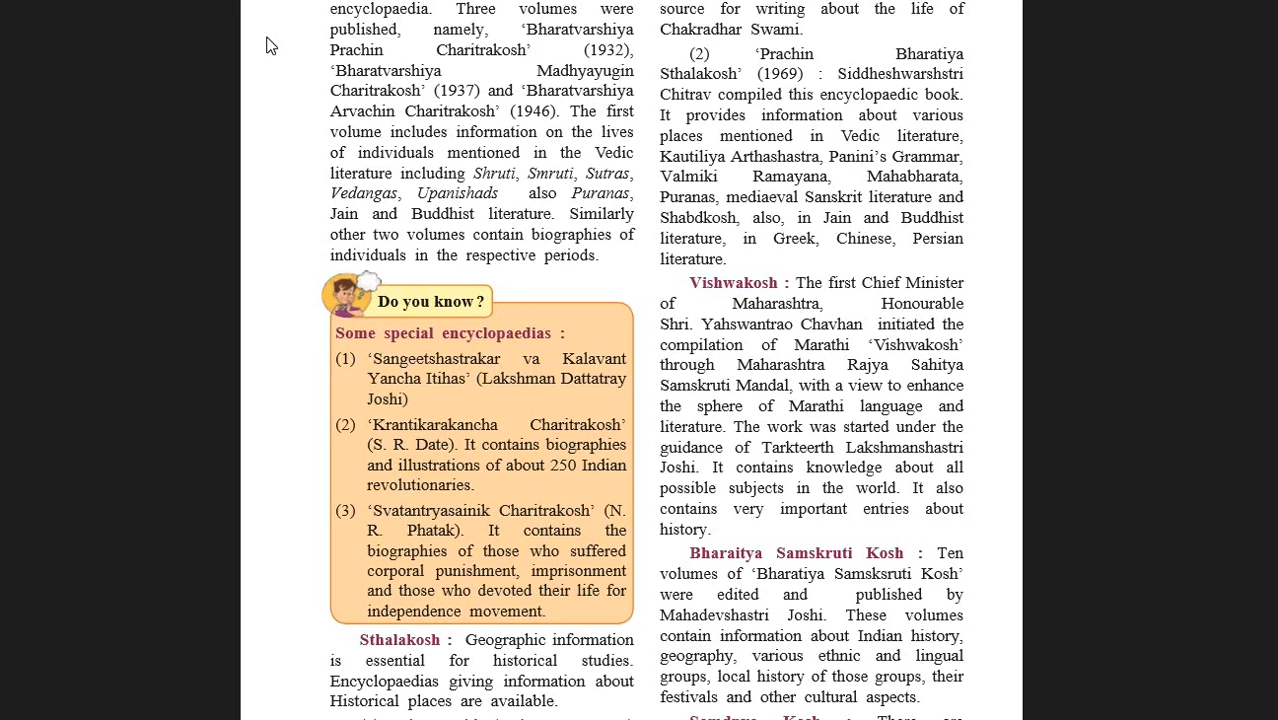 encyclopaedia. Three volumes were
published, namely, ‘Bharatvarshiya
Prachin Charitrakosh’ (1932),
‘Bharatvarshiya Madhyayugin
Charitrakosh’ (1937) and ‘Bharatvarshiya
Arvachin Charitrakosh’ (1946). The first
volume includes information on the lives
of individuals mentioned in the Vedic
literature including Shruti, Smruti, Sutras,
Vedangas, Upanishads also Puranas,
Jain and Buddhist literature. Similarly
other two volumes contain biographies of
individuals in the respective periods.
Do you know?
Some special encyclopaedias :
(1) ‘Sangeetshastrakar va Kalavant
Yancha Itihas’ (Lakshman Dattatray
Joshi)
(2) ‘Krantikarakancha Charitrakosh’
(S. R. Date). It contains biographies
and illustrations of about 250 Indian
revolutionaries.
(3) ‘Svatantryasainik Charitrakosh’ (N.
R. Phatak). It contains the
biographies of those who suffered
corporal punishment, imprisonment
and those who devoted their life for
independence movement.
Sthalakosh : Geographic information
is essential for historical studies.
Encyclopaedias giving information about
Historical places are available.
source for writing about the life of
Chakradhar Swami.
(2) ‘Prachin Bharatiya
Sthalakosh’ (1969) : Siddheshwarshstri
Chitrav compiled this encyclopaedic book.
It provides information about various
places mentioned in Vedic literature,
Kautiliya Arthashastra, Panini’s Grammar,
Valmiki Ramayana, Mahabharata,
Puranas, mediaeval Sanskrit literature and
Shabdkosh, also, in Jain and Buddhist
literature, in Greek, Chinese, Persian
literature.
Vishwakosh : The first Chief Minister
of Maharashtra, Honourable
Shri. Yahswantrao Chavhan initiated the
compilation of Marathi ‘Vishwakosh’
through Maharashtra Rajya Sahitya
Samskruti Mandal, with a view to enhance
the sphere of Marathi language and
literature. The work was started under the
guidance of Tarkteerth Lakshmanshastri
Joshi. It contains knowledge about all
possible subjects in the world. It also
contains very important entries about
history.
Bharaitya Samskruti Kosh : Ten
volumes of ‘Bharatiya Samsksruti Kosh’
were edited and published by
Mahadevshastri Joshi. These volumes
contain information about Indian history,
geography, various ethnic and lingual
groups, local history of those groups, their
festivals and other cultural aspects.